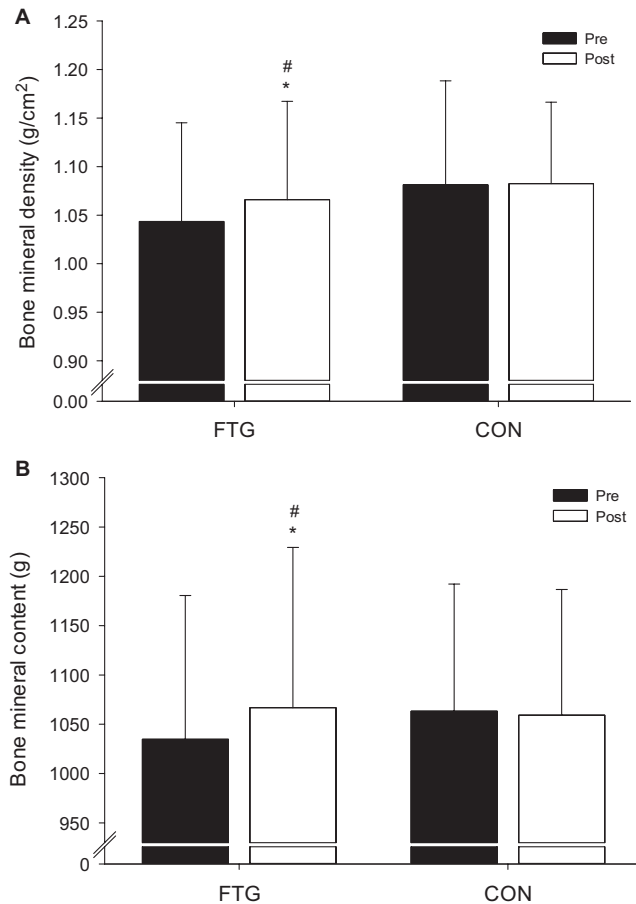 A
Bone mineral density (g/cm²)
1.25
1.20
1.15
1.10
1.05
1.00
0.95
0.90
0.00
Pre
Post
#
*
FTG
CON
B
Bone mineral content (g)
1300
1250
1200
1150
1100
1050
1000
950
0
Pre
Post
#
*
FTG
CON